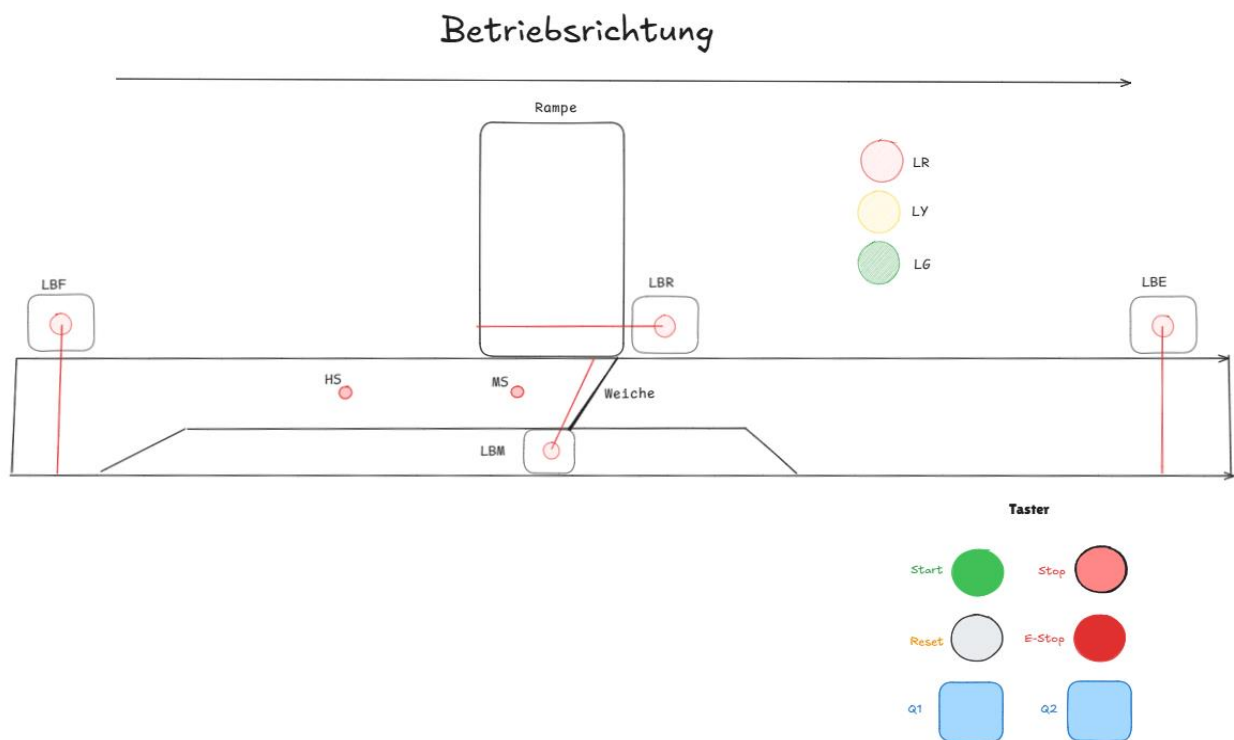 Betriebsrichtung
Rampe
LR
LY
LG
LBF
LBR
LBE
HS
MS
Weiche
LBM
Taster
Start
Stop
Reset
E-Stop
Q1
Q2